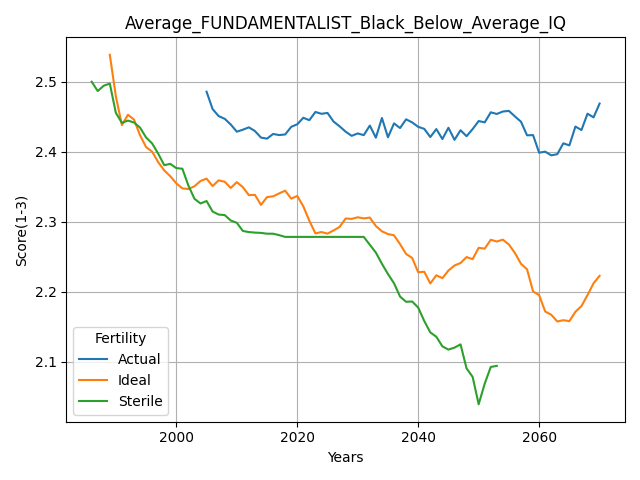 Average_FUNDAMENTALIST_Black_Below_Average_IQ
Score(1-3)
2.5
2.4
2.3
2.2
2.1
Fertility
Actual
Ideal
Sterile
2000 2020 2040 2060
Years